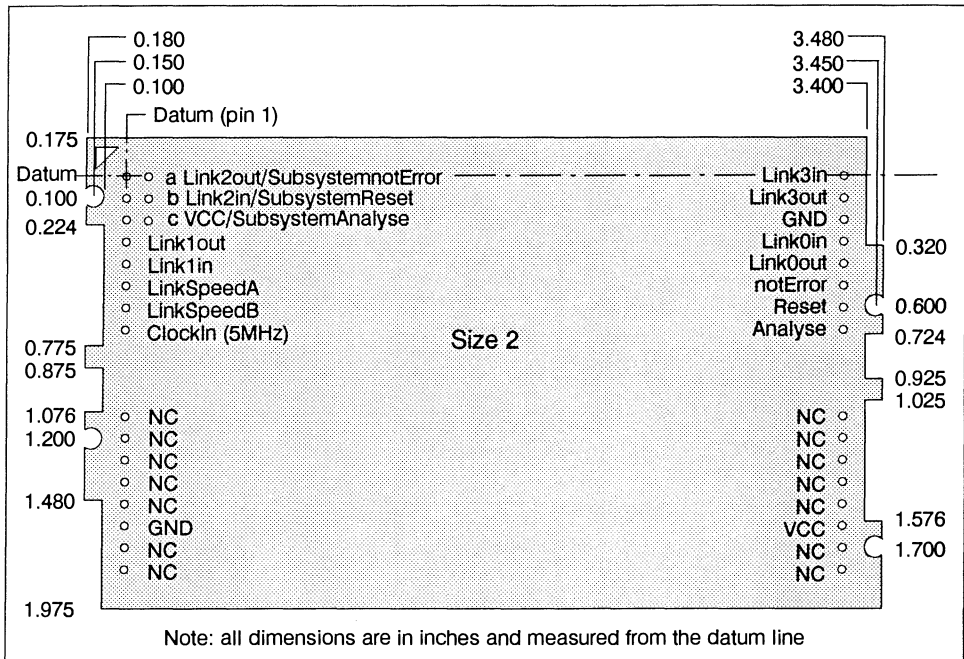 0.180
0.150
0.100
3.480
3.450
3.400
Datum (pin 1)
0.175
Datum
0.100
0.224
0.775
0.875
1.076
1.200
1.480
1.975
a Link2out/SubsystemnotError
b Link2in/SubsystemReset
c VCC/SubsystemAnalyse
Link1out
Link1in
LinkSpeedA
LinkSpeedB
ClockIn (5MHz)
NC
NC
NC
NC
NC
GND
NC
NC
Size 2
Link3in
Link3out
GND
Link0in
Link0out
notError
Reset
Analyse
NC
NC
NC
NC
NC
VCC
NC
NC
0.320
0.600
0.724
0.925
1.025
1.576
1.700
Note: all dimensions are in inches and measured from the datum line